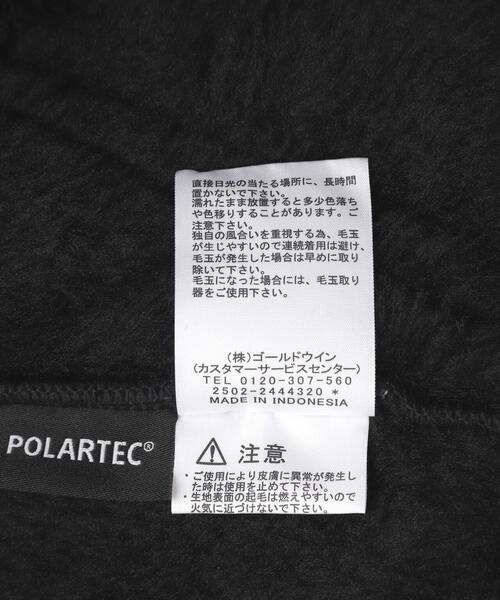 直接日光の当たる場所に、長時間
置かないで下さい。
濡れたまま放置すると多少色落ち
や色移りすることがあります。ご
注意下さい。
独自の風合いを重視する為、毛玉
が生じやすいので連続着用は避け、
毛玉が発生した場合は早めに取り
除いて下さい。
毛玉になった場合には、毛玉取り
器をご使用下さい。
(株)ゴールドウイン
(カスタマーサービスセンター)
TEL 0120-307-560
2502-2444320 *
MADE IN INDONESIA
POLARTEC®
注意
・ご使用により皮膚に異常が発生し
た時は使用を止めて下さい。
・生地表面の起毛は燃えやすいので
火気に近づけないで下さい。